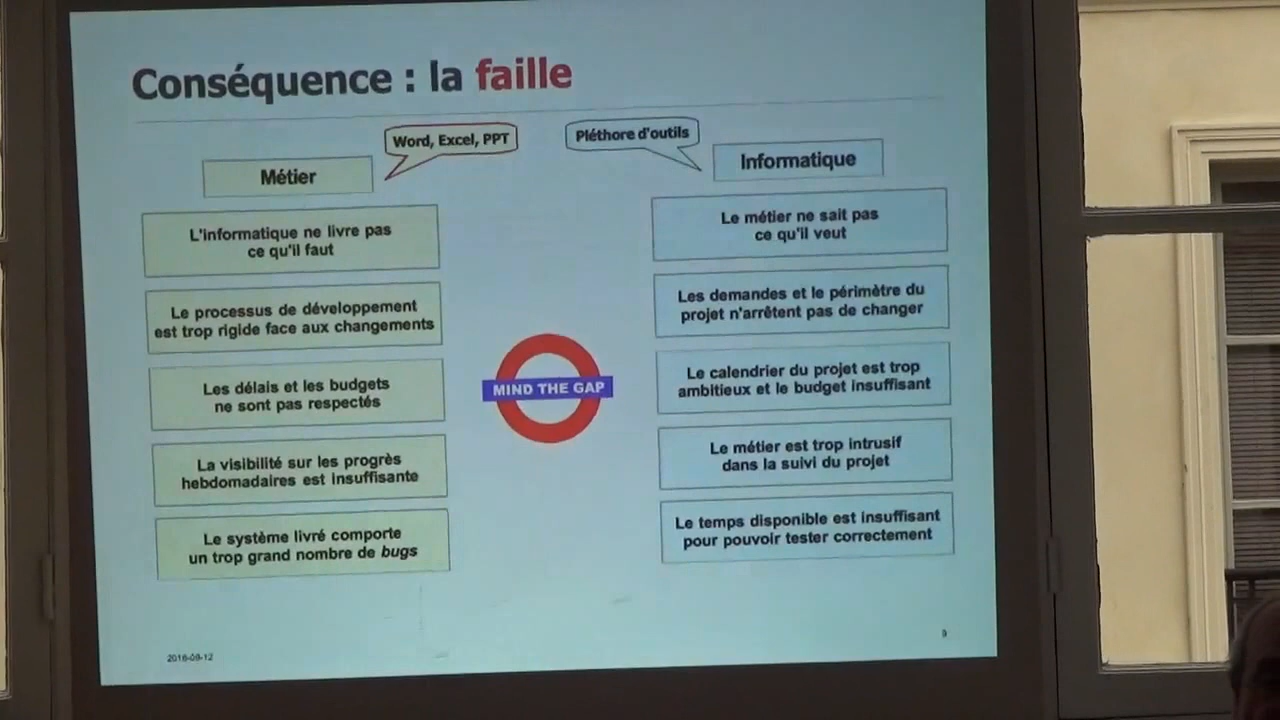 Conséquence : la faille
Word, Excel, PPT
Pléthore d'outils
Métier
Informatique
L'informatique ne livre pas
ce qu'il faut
Le processus de développement
est trop rigide face aux changements
Les délais et les budgets
ne sont pas respectés
La visibilité sur les progrès
hebdomadaires est insuffisante
Le système livré comporte
un trop grand nombre de bugs
MIND THE GAP
Le métier ne sait pas
ce qu'il veut
Les demandes et le périmètre du
projet n'arrêtent pas de changer
Le calendrier du projet est trop
ambitieux et le budget insuffisant
Le métier est trop intrusif
dans la suivi du projet
Le temps disponible est insuffisant
pour pouvoir tester correctement
9